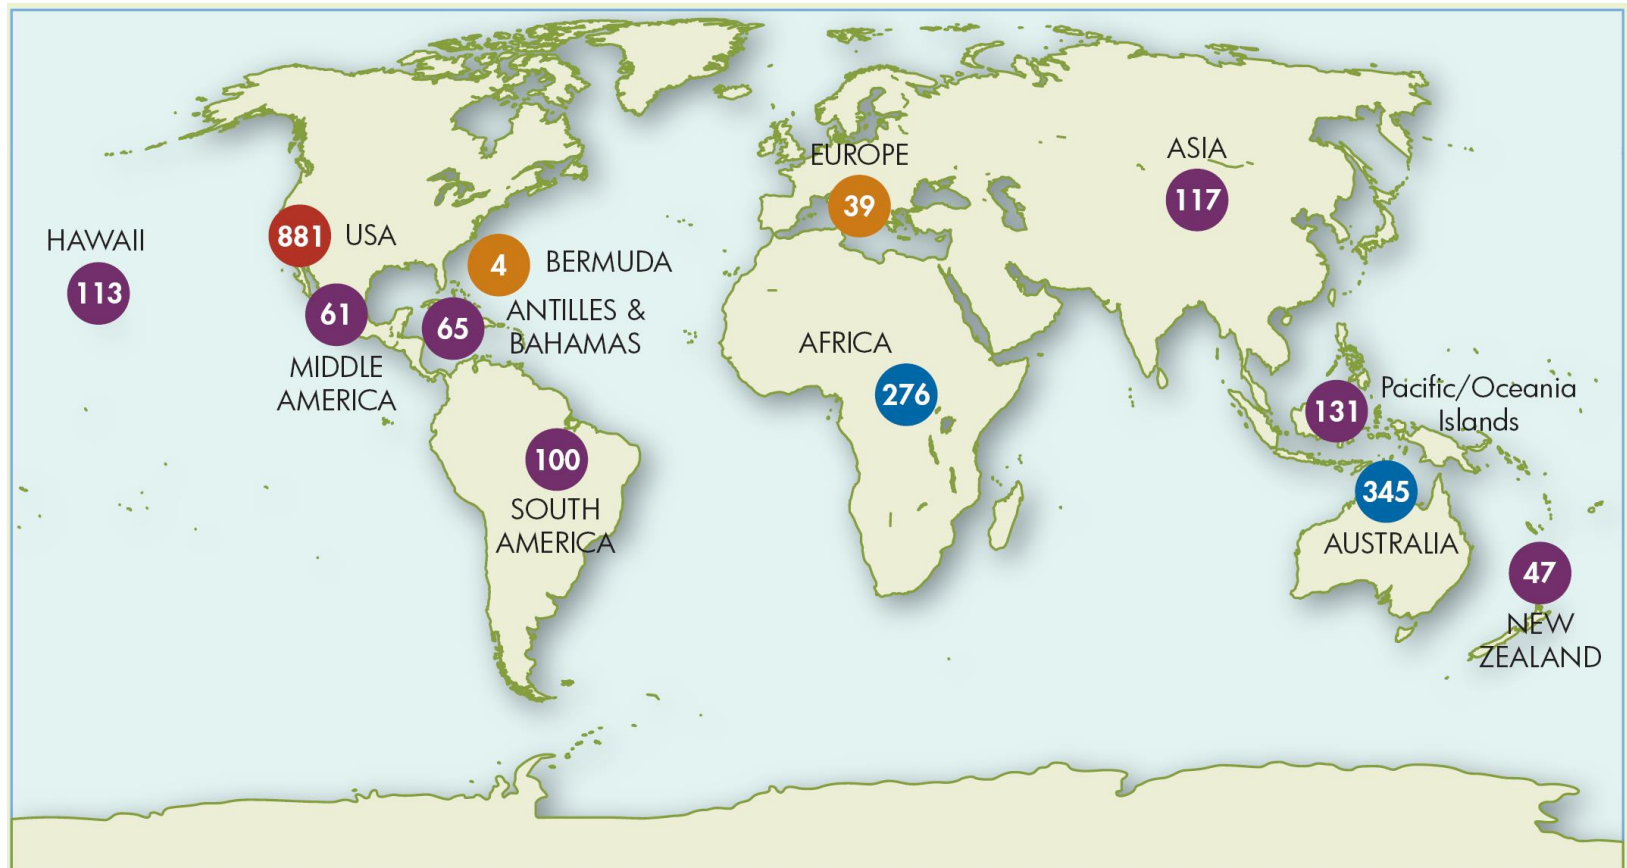 EUROPE
39
ASIA
117
HAWAII
113
881 USA
4 BERMUDA
61
MIDDLE
AMERICA
65
ANTILLES &
BAHAMAS
AFRICA
276
Pacific/Oceania
Islands
131
100
SOUTH
AMERICA
345
AUSTRALIA
47
NEW
ZEALAND